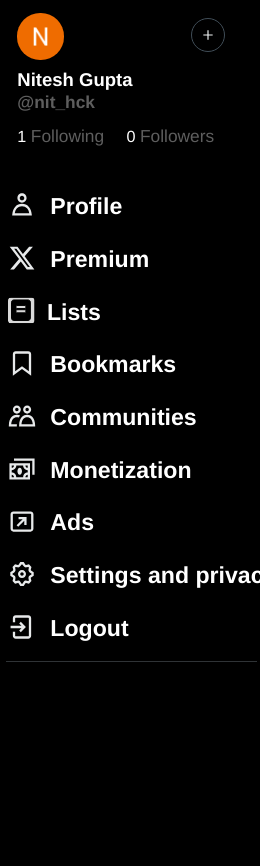 N
Nitesh Gupta
@nit_hck
1 Following 0 Followers
Profile
Premium
Lists
Bookmarks
Communities
Monetization
Ads
Settings and privac
Logout